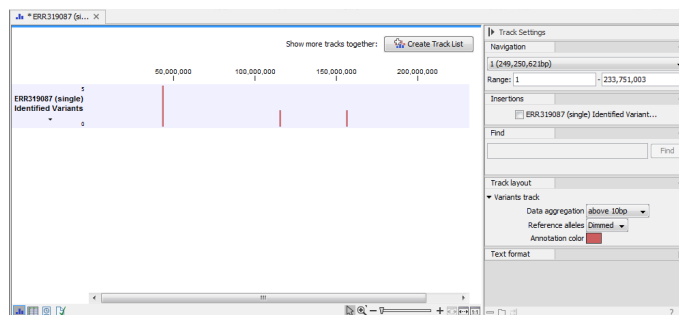 * ERR319087 (si...
Show more tracks together:
Create Track List
50,000,000 100,000,000 150,000,000 200,000,000
5
ERR319087 (single)
Identified Variants
0
Track Settings
Navigation
1 (249,250,621bp)
Range: 1 - 233,751,003
Insertions
ERR319087 (single) Identified Variant...
Find
Find
Track layout
Variants track
Data aggregation above 10bp
Reference alleles Dimmed
Annotation color
Text format
1:1
?